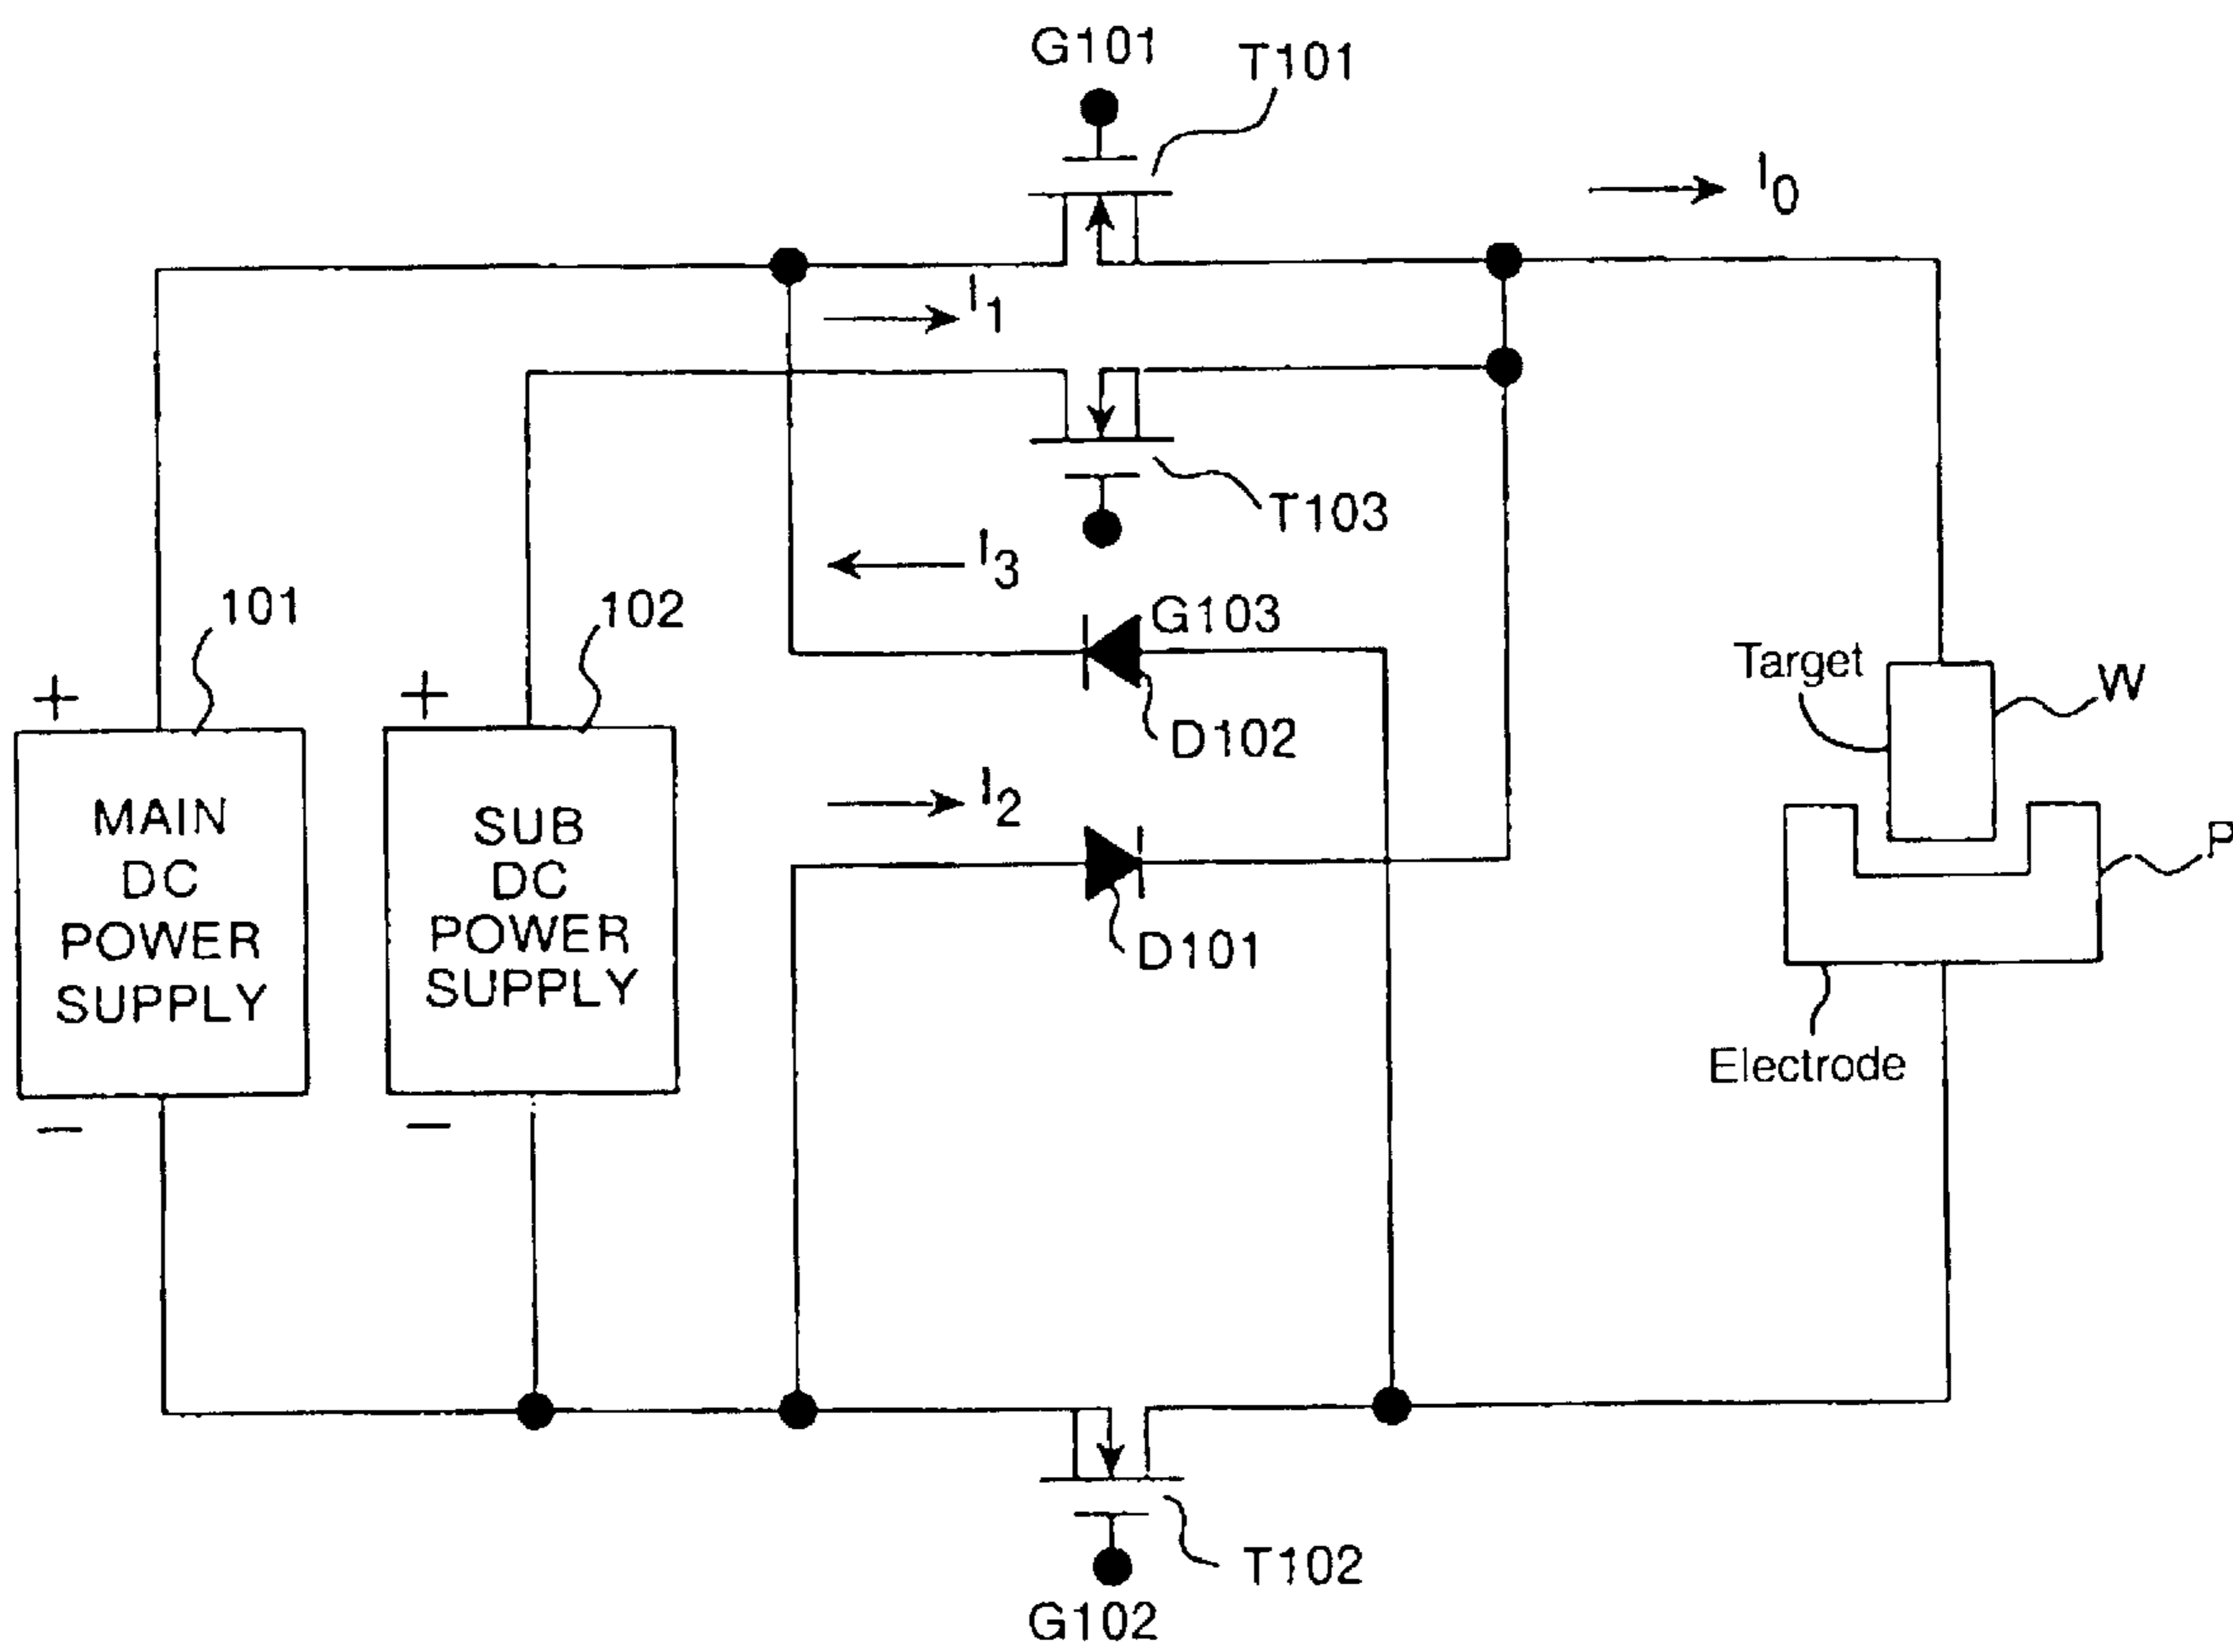 G101
T101
I0
I1
T103
I3
G103
101
102
Target
W
+
+
D102
I2
MAIN
DC
POWER
SUPPLY
SUB
DC
POWER
SUPPLY
P
D101
Electrode
−
−
T102
G102